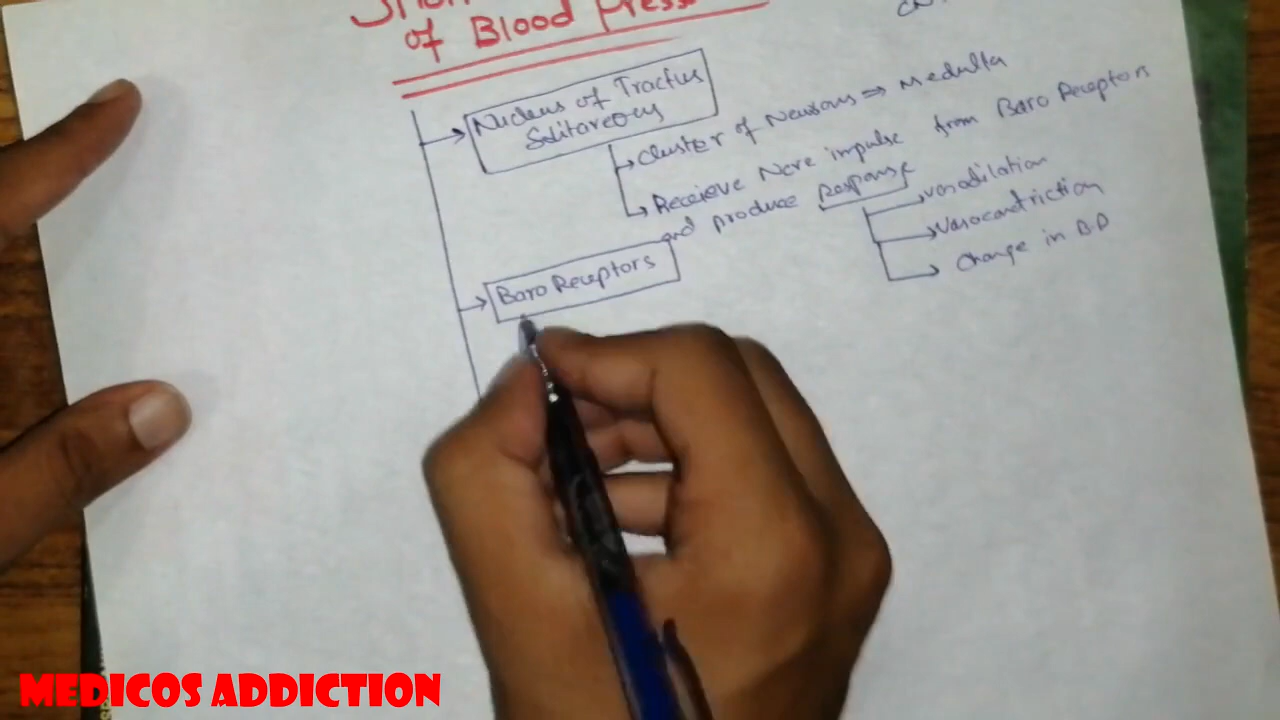 of Blood Press
Nucleus of Tractus
Solitareous
Cluster of Neurons ⇒ Medulla
Receieve Nerve impulse from Baro Receptors
and produce Response
vasodilation
Vasoconstriction
Change in B.P
Baro Receptors
MEDICOS ADDICTION